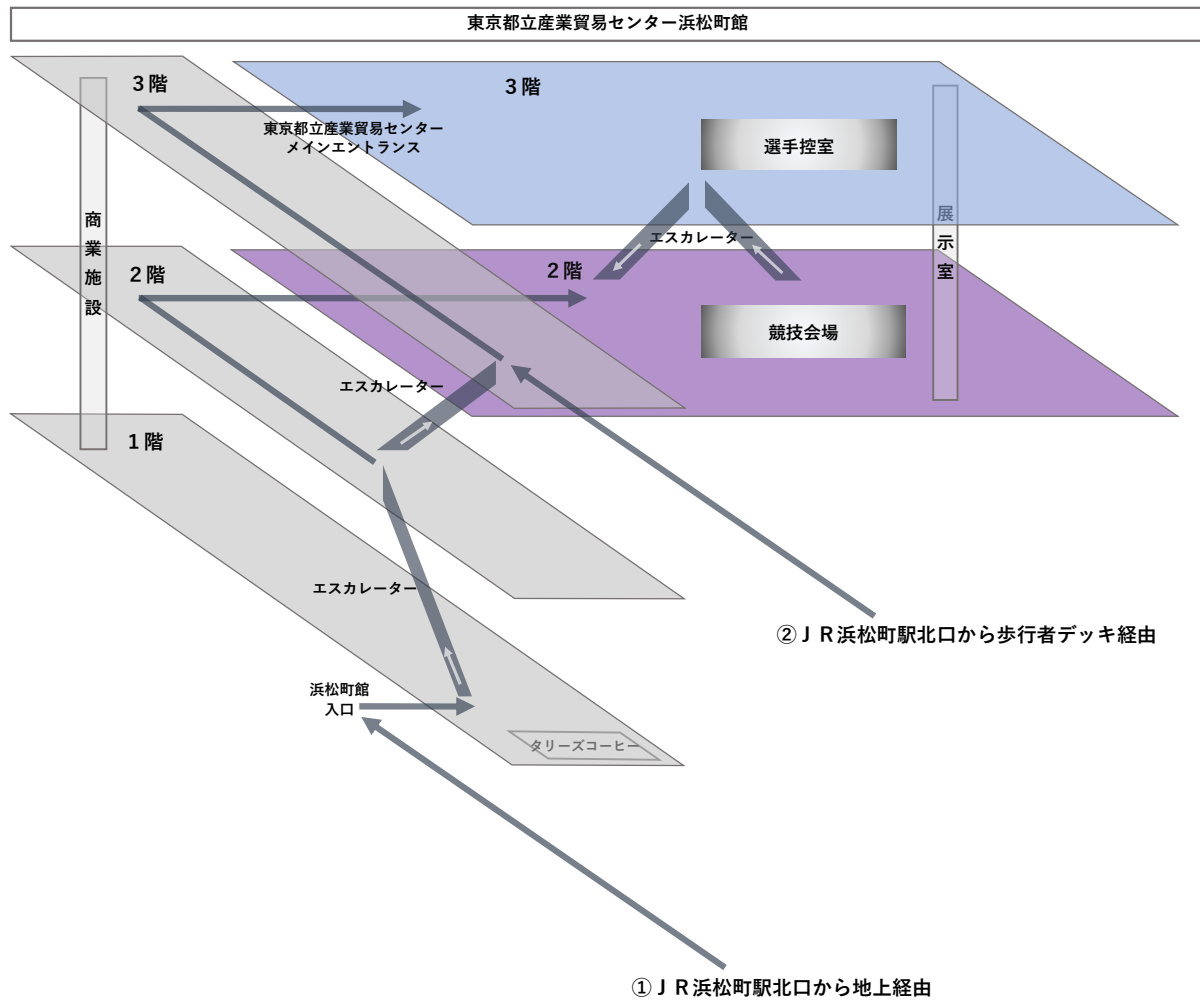 東京都立産業貿易センター浜松町館
3階
3階
東京都立産業貿易センター
メインエントランス
選手控室
商業施設
展示室
エスカレーター
2階
2階
競技会場
エスカレーター
1階
エスカレーター
②JR浜松町駅北口から歩行者デッキ経由
浜松町館
入口
タリーズコーヒー
①JR浜松町駅北口から地上経由